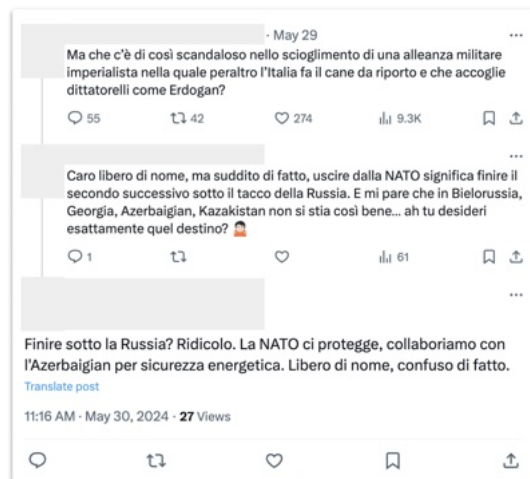 · May 29
Ma che c'è di così scandaloso nello scioglimento di una alleanza militare
imperialista nella quale peraltro l'Italia fa il cane da riporto e che accoglie
dittatorelli come Erdogan?
55 42 274 9.3K
Caro libero di nome, ma suddito di fatto, uscire dalla NATO significa finire il
secondo successivo sotto il tacco della Russia. E mi pare che in Bielorussia,
Georgia, Azerbaigian, Kazakistan non si stia così bene... ah tu desideri
esattamente quel destino? 🤷🏻
1 61
Finire sotto la Russia? Ridicolo. La NATO ci protegge, collaboriamo con
l'Azerbaigian per sicurezza energetica. Libero di nome, confuso di fatto.
Translate post
11:16 AM · May 30, 2024 · 27 Views